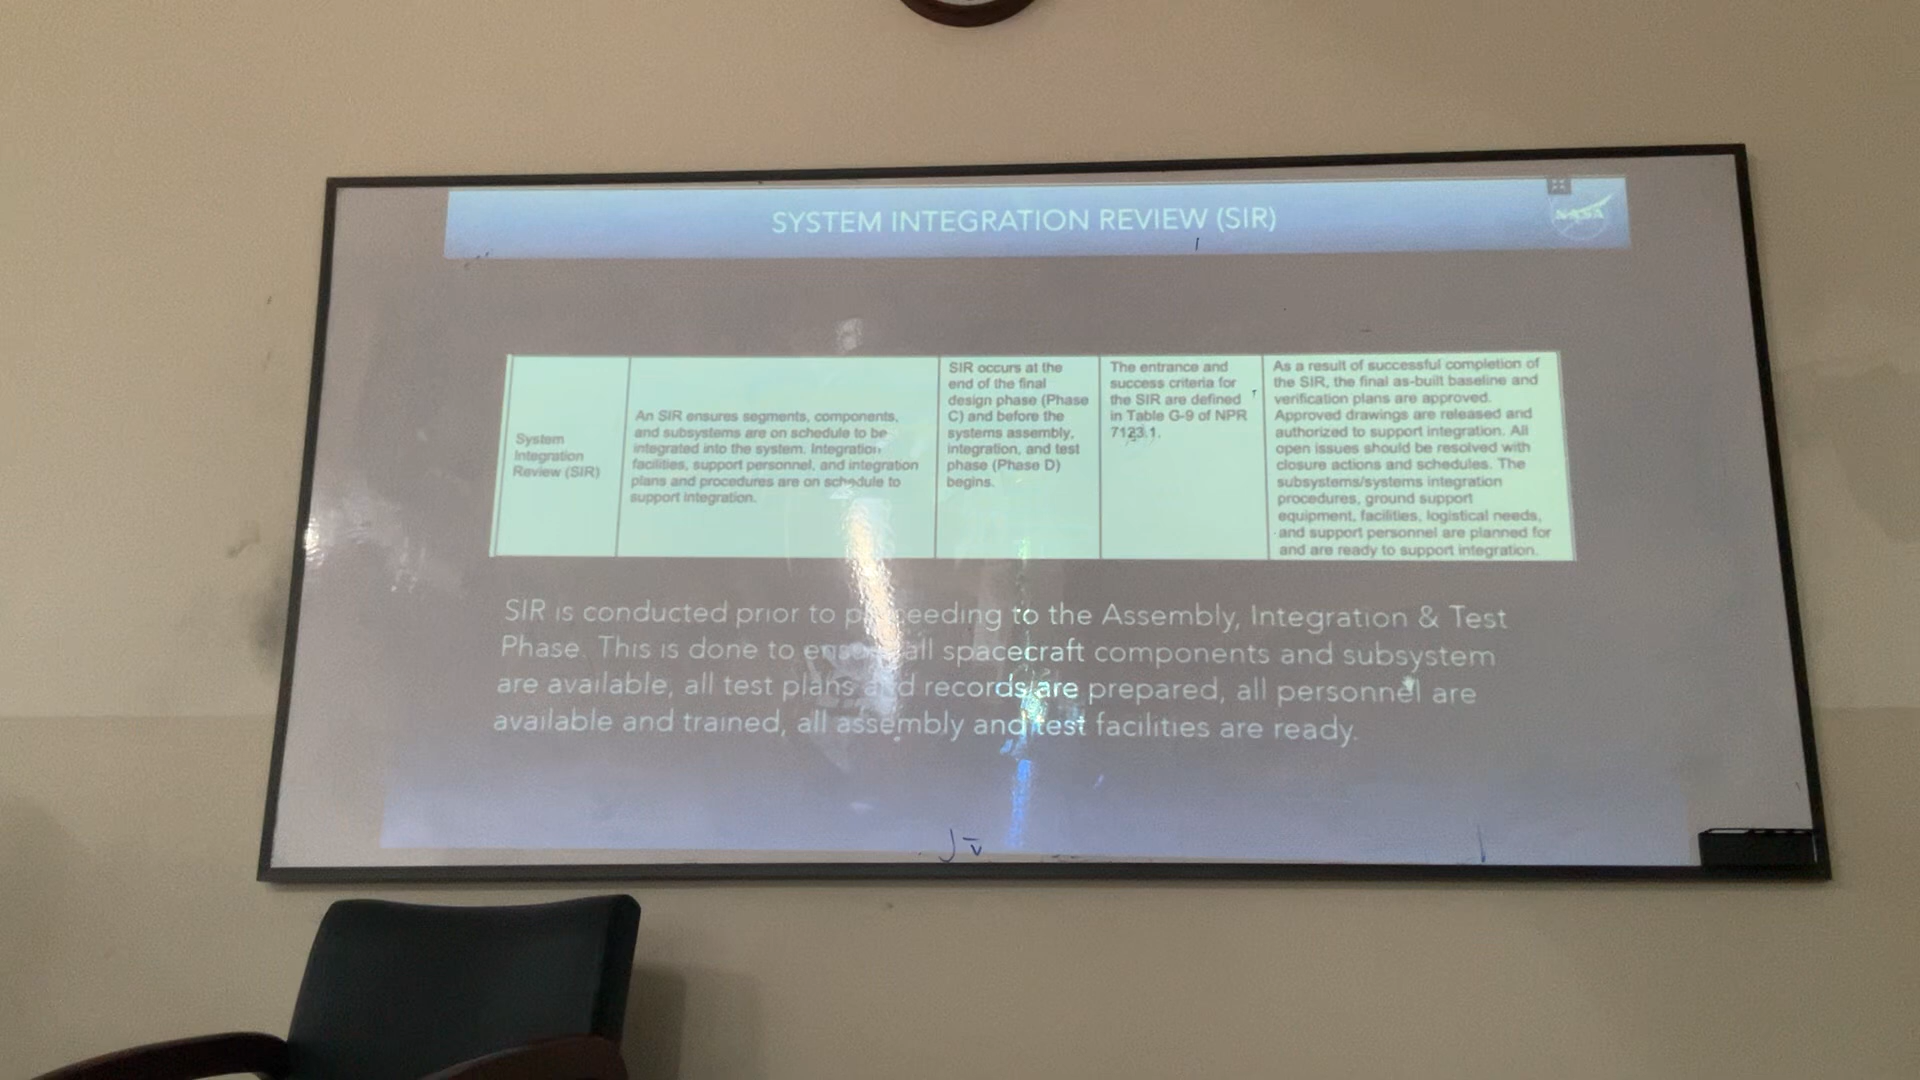 SYSTEM INTEGRATION REVIEW (SIR)
NASA
System
Integration
Review (SIR)
An SIR ensures segments, components,
and subsystems are on schedule to be
integrated into the system. Integration
facilities, support personnel, and integration
plans and procedures are on schedule to
support integration.
SIR occurs at the
end of the final
design phase (Phase
C) and before the
systems assembly,
integration, and test
phase (Phase D)
begins.
The entrance and
success criteria for
the SIR are defined
in Table G-9 of NPR
7123.1.
As a result of successful completion of
the SIR, the final as-built baseline and
verification plans are approved.
Approved drawings are released and
authorized to support integration. All
open issues should be resolved with
closure actions and schedules. The
subsystems/systems integration
procedures, ground support
equipment, facilities, logistical needs,
and support personnel are planned for
and are ready to support integration.
SIR is conducted prior to proceeding to the Assembly, Integration & Test
Phase. This is done to ensure all spacecraft components and subsystem
are available, all test plans and records are prepared, all personnel are
available and trained, all assembly and test facilities are ready.